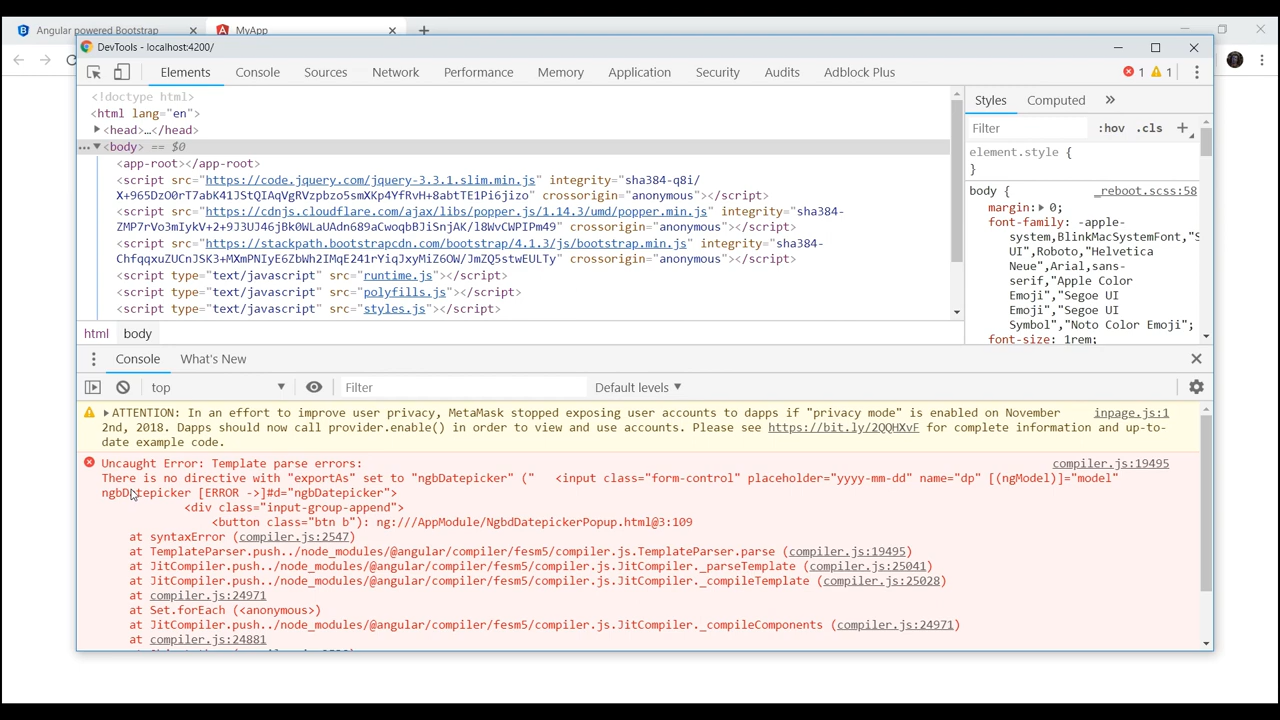 Angular powered Bootstrap
MyApp
DevTools - localhost:4200/
Elements Console Sources Network Performance Memory Application Security Audits Adblock Plus 1 1
<!doctype html>
<html lang="en">
<head>…</head>
<body> == $0
<app-root></app-root>
<script src="https://code.jquery.com/jquery-3.3.1.slim.min.js" integrity="sha384-q8i/
X+965DzO0rT7abK41JStQIAqVgRVzpbzo5smXKp4YfRvH+8abtTE1Pi6jizo" crossorigin="anonymous"></script>
<script src="https://cdnjs.cloudflare.com/ajax/libs/popper.js/1.14.3/umd/popper.min.js" integrity="sha384-
ZMP7rVo3mIykV+2+9J3UJ46jBk0WLaUAdn689aCwoqbBJiSnjAK/l8WvCWPIPm49" crossorigin="anonymous"></script>
<script src="https://stackpath.bootstrapcdn.com/bootstrap/4.1.3/js/bootstrap.min.js" integrity="sha384-
ChfqqxuZUCnJSK3+MXmPNIyE6ZbWh2IMqE241rYiqJxyMiZ6OW/JmZQ5stwEULTy" crossorigin="anonymous"></script>
<script type="text/javascript" src="runtime.js"></script>
<script type="text/javascript" src="polyfills.js"></script>
<script type="text/javascript" src="styles.js"></script>
html body
Styles Computed »
Filter :hov .cls +
element.style {
}
body { _reboot.scss:58
margin: 0;
font-family: -apple-
system,BlinkMacSystemFont,"S
UI",Roboto,"Helvetica
Neue",Arial,sans-
serif,"Apple Color
Emoji","Segoe UI
Emoji","Segoe UI
Symbol","Noto Color Emoji";
font-size: 1rem;
Console What's New
top Filter Default levels
ATTENTION: In an effort to improve user privacy, MetaMask stopped exposing user accounts to dapps if "privacy mode" is enabled on November inpage.js:1
2nd, 2018. Dapps should now call provider.enable() in order to view and use accounts. Please see https://bit.ly/2QQHXvF for complete information and up-to-
date example code.
Uncaught Error: Template parse errors: compiler.js:19495
There is no directive with "exportAs" set to "ngbDatepicker" (" <input class="form-control" placeholder="yyyy-mm-dd" name="dp" [(ngModel)]="model"
ngbDatepicker [ERROR ->]#d="ngbDatepicker">
<div class="input-group-append">
<button class="btn b"): ng:///AppModule/NgbdDatepickerPopup.html@3:109
at syntaxError (compiler.js:2547)
at TemplateParser.push../node_modules/@angular/compiler/fesm5/compiler.js.TemplateParser.parse (compiler.js:19495)
at JitCompiler.push../node_modules/@angular/compiler/fesm5/compiler.js.JitCompiler._parseTemplate (compiler.js:25041)
at JitCompiler.push../node_modules/@angular/compiler/fesm5/compiler.js.JitCompiler._compileTemplate (compiler.js:25028)
at compiler.js:24971
at Set.forEach (<anonymous>)
at JitCompiler.push../node_modules/@angular/compiler/fesm5/compiler.js.JitCompiler._compileComponents (compiler.js:24971)
at compiler.js:24881